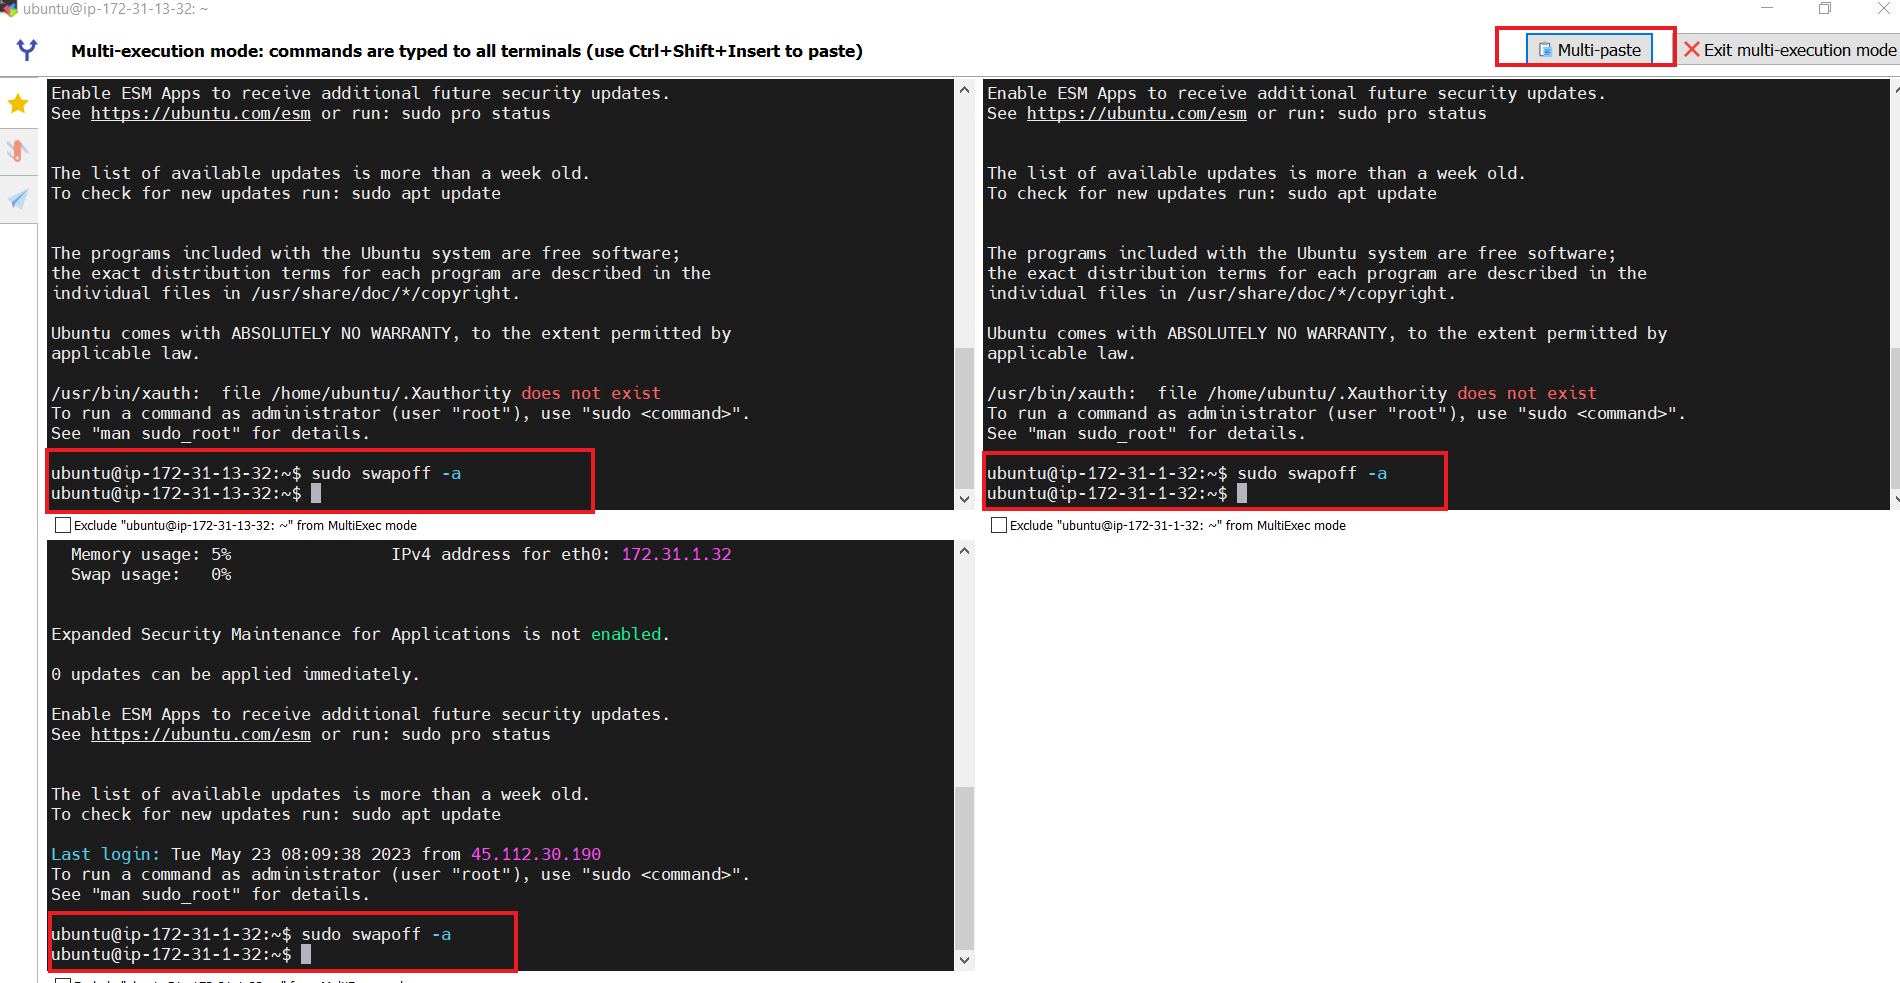 ubuntu@ip-172-31-13-32: ~
Multi-execution mode: commands are typed to all terminals (use Ctrl+Shift+Insert to paste)
Multi-paste
Exit multi-execution mode
Enable ESM Apps to receive additional future security updates.
See https://ubuntu.com/esm or run: sudo pro status
The list of available updates is more than a week old.
To check for new updates run: sudo apt update
The programs included with the Ubuntu system are free software;
the exact distribution terms for each program are described in the
individual files in /usr/share/doc/*/copyright.
Ubuntu comes with ABSOLUTELY NO WARRANTY, to the extent permitted by
applicable law.
/usr/bin/xauth:  file /home/ubuntu/.Xauthority does not exist
To run a command as administrator (user "root"), use "sudo <command>".
See "man sudo_root" for details.
ubuntu@ip-172-31-13-32:~$ sudo swapoff -a
ubuntu@ip-172-31-13-32:~$
Exclude "ubuntu@ip-172-31-13-32: ~" from MultiExec mode
Enable ESM Apps to receive additional future security updates.
See https://ubuntu.com/esm or run: sudo pro status
The list of available updates is more than a week old.
To check for new updates run: sudo apt update
The programs included with the Ubuntu system are free software;
the exact distribution terms for each program are described in the
individual files in /usr/share/doc/*/copyright.
Ubuntu comes with ABSOLUTELY NO WARRANTY, to the extent permitted by
applicable law.
/usr/bin/xauth:  file /home/ubuntu/.Xauthority does not exist
To run a command as administrator (user "root"), use "sudo <command>".
See "man sudo_root" for details.
ubuntu@ip-172-31-1-32:~$ sudo swapoff -a
ubuntu@ip-172-31-1-32:~$
Exclude "ubuntu@ip-172-31-1-32: ~" from MultiExec mode
Memory usage: 5%                IPv4 address for eth0: 172.31.1.32
Swap usage:   0%
Expanded Security Maintenance for Applications is not enabled.
0 updates can be applied immediately.
Enable ESM Apps to receive additional future security updates.
See https://ubuntu.com/esm or run: sudo pro status
The list of available updates is more than a week old.
To check for new updates run: sudo apt update
Last login: Tue May 23 08:09:38 2023 from 45.112.30.190
To run a command as administrator (user "root"), use "sudo <command>".
See "man sudo_root" for details.
ubuntu@ip-172-31-1-32:~$ sudo swapoff -a
ubuntu@ip-172-31-1-32:~$